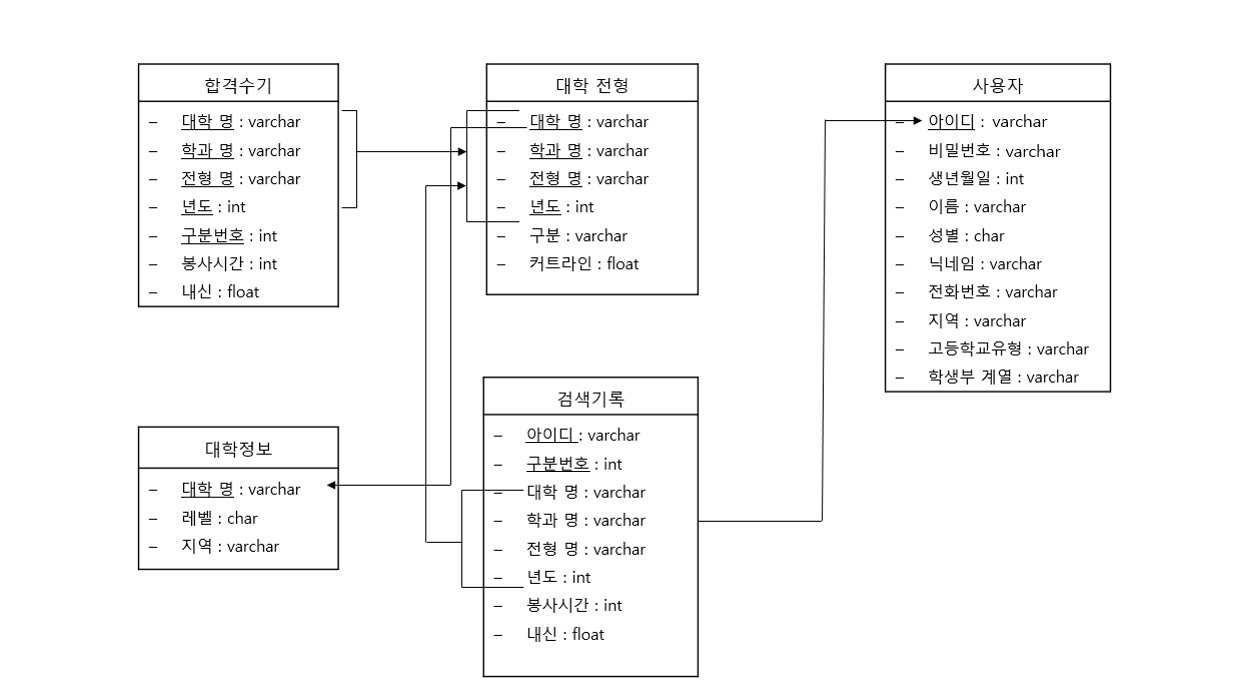 합격수기
– 대학 명 : varchar
– 학과 명 : varchar
– 전형 명 : varchar
– 년도 : int
– 구분번호 : int
– 봉사시간 : int
– 내신 : float
대학 전형
– 대학 명 : varchar
– 학과 명 : varchar
– 전형 명 : varchar
– 년도 : int
– 구분 : varchar
– 커트라인 : float
사용자
– 아이디 : varchar
– 비밀번호 : varchar
– 생년월일 : int
– 이름 : varchar
– 성별 : char
– 닉네임 : varchar
– 전화번호 : varchar
– 지역 : varchar
– 고등학교유형 : varchar
– 학생부 계열 : varchar
대학정보
– 대학 명 : varchar
– 레벨 : char
– 지역 : varchar
검색기록
– 아이디 : varchar
– 구분번호 : int
– 대학 명 : varchar
– 학과 명 : varchar
– 전형 명 : varchar
– 년도 : int
– 봉사시간 : int
– 내신 : float